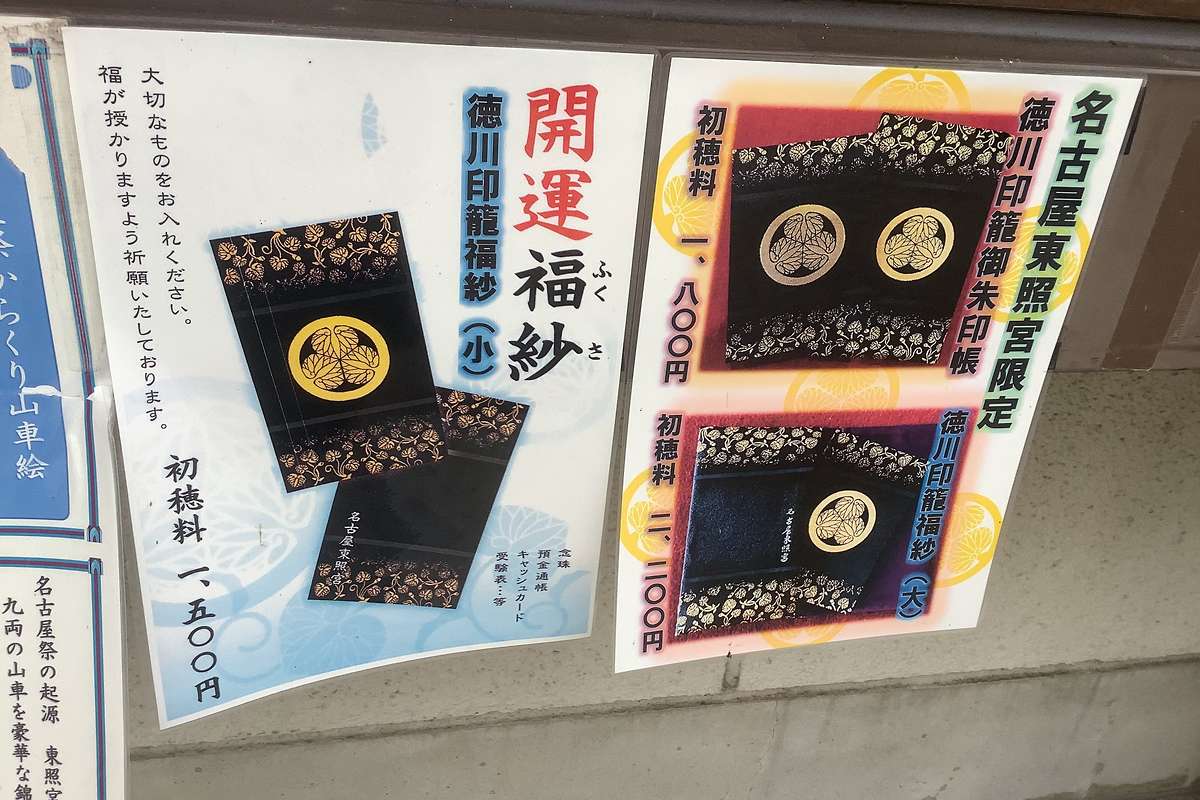 名古屋東照宮限定
徳川印籠御朱印帳
初穂料 一、八〇〇円
徳川印籠福紗(大)
名古屋東照宮
初穂料 二、二〇〇円
開運福紗
ふくさ
徳川印籠福紗(小)
名古屋東照宮
念珠
預金通帳
キャッシュカード
受験表…等
大切なものをお入れください。
福が授かりますよう祈願いたしております。
初穂料 一、五〇〇円
からくり山車絵
名古屋祭の起源 東照宮
九両の山車を豪華な錦